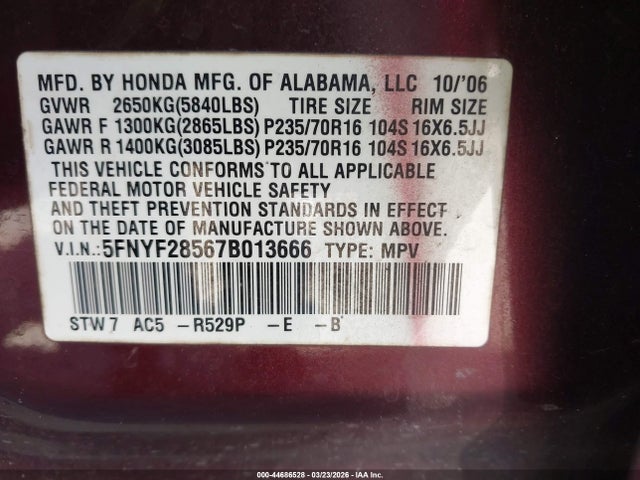 MFD. BY HONDA MFG. OF ALABAMA, LLC 10/'06
GVWR 2650KG(5840LBS) TIRE SIZE RIM SIZE
GAWR F 1300KG(2865LBS) P235/70R16 104S 16X6.5JJ
GAWR R 1400KG(3085LBS) P235/70R16 104S 16X6.5JJ
THIS VEHICLE CONFORMS TO ALL APPLICABLE
FEDERAL MOTOR VEHICLE SAFETY
AND THEFT PREVENTION STANDARDS IN EFFECT
ON THE DATE OF MANUFACTURE SHOWN ABOVE.
V.I.N.: 5FNYF28567B013666 TYPE: MPV
STW 7 AC5 -R529P -E -B
000-44686528 | 03/23/2026 | IAA Inc.